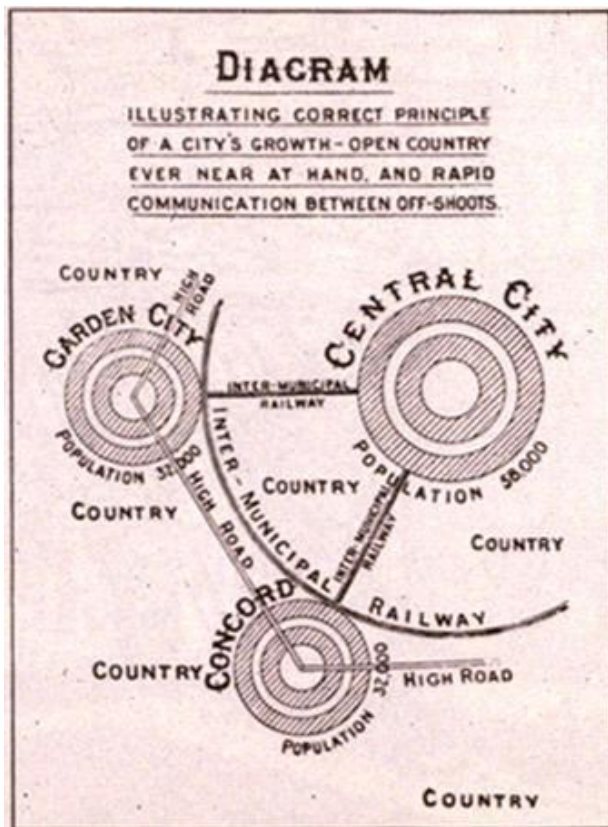 DIAGRAM
ILLUSTRATING CORRECT PRINCIPLE
OF A CITY'S GROWTH - OPEN COUNTRY
EVER NEAR AT HAND, AND RAPID
COMMUNICATION BETWEEN OFF-SHOOTS.
COUNTRY
HIGH
ROAD
GARDEN CITY
POPULATION 32,000
CENTRAL CITY
POPULATION 58,000
INTER-MUNICIPAL
RAILWAY
INTER-MUNICIPAL RAILWAY
COUNTRY
COUNTRY
HIGH ROAD
INTER-MUNICIPAL
RAILWAY
COUNTRY
CONCORD
POPULATION 32,000
COUNTRY
HIGH ROAD
COUNTRY